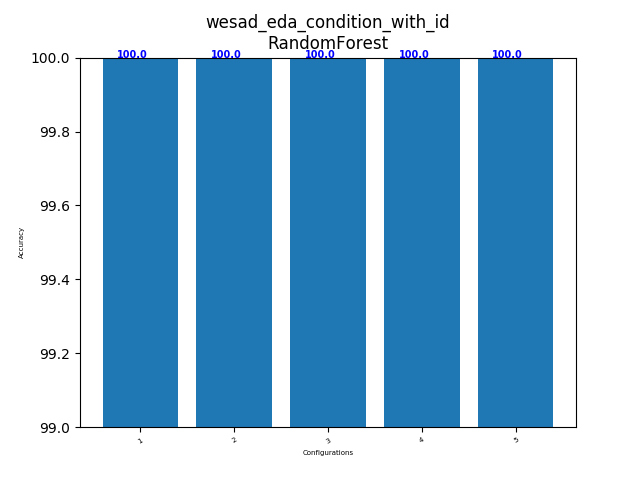 wesad_eda_condition_with_id
RandomForest
100.0 100.0 100.0 100.0 100.0
100.0
99.8
99.6
99.4
99.2
99.0
Accuracy
1 2 3 4 5
Configurations